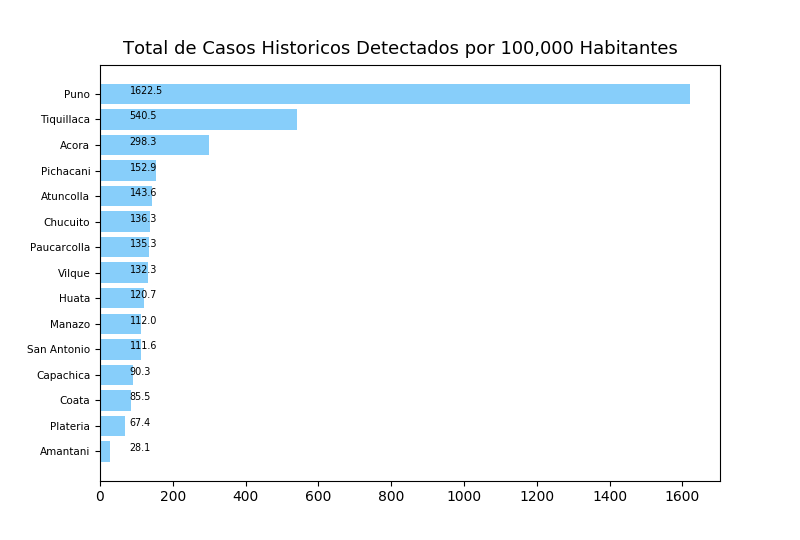 Total de Casos Historicos Detectados por 100,000 Habitantes
Puno 1622.5
Tiquillaca 540.5
Acora 298.3
Pichacani 152.9
Atuncolla 143.6
Chucuito 136.3
Paucarcolla 135.3
Vilque 132.3
Huata 120.7
Manazo 112.0
San Antonio 111.6
Capachica 90.3
Coata 85.5
Plateria 67.4
Amantani 28.1
0 200 400 600 800 1000 1200 1400 1600